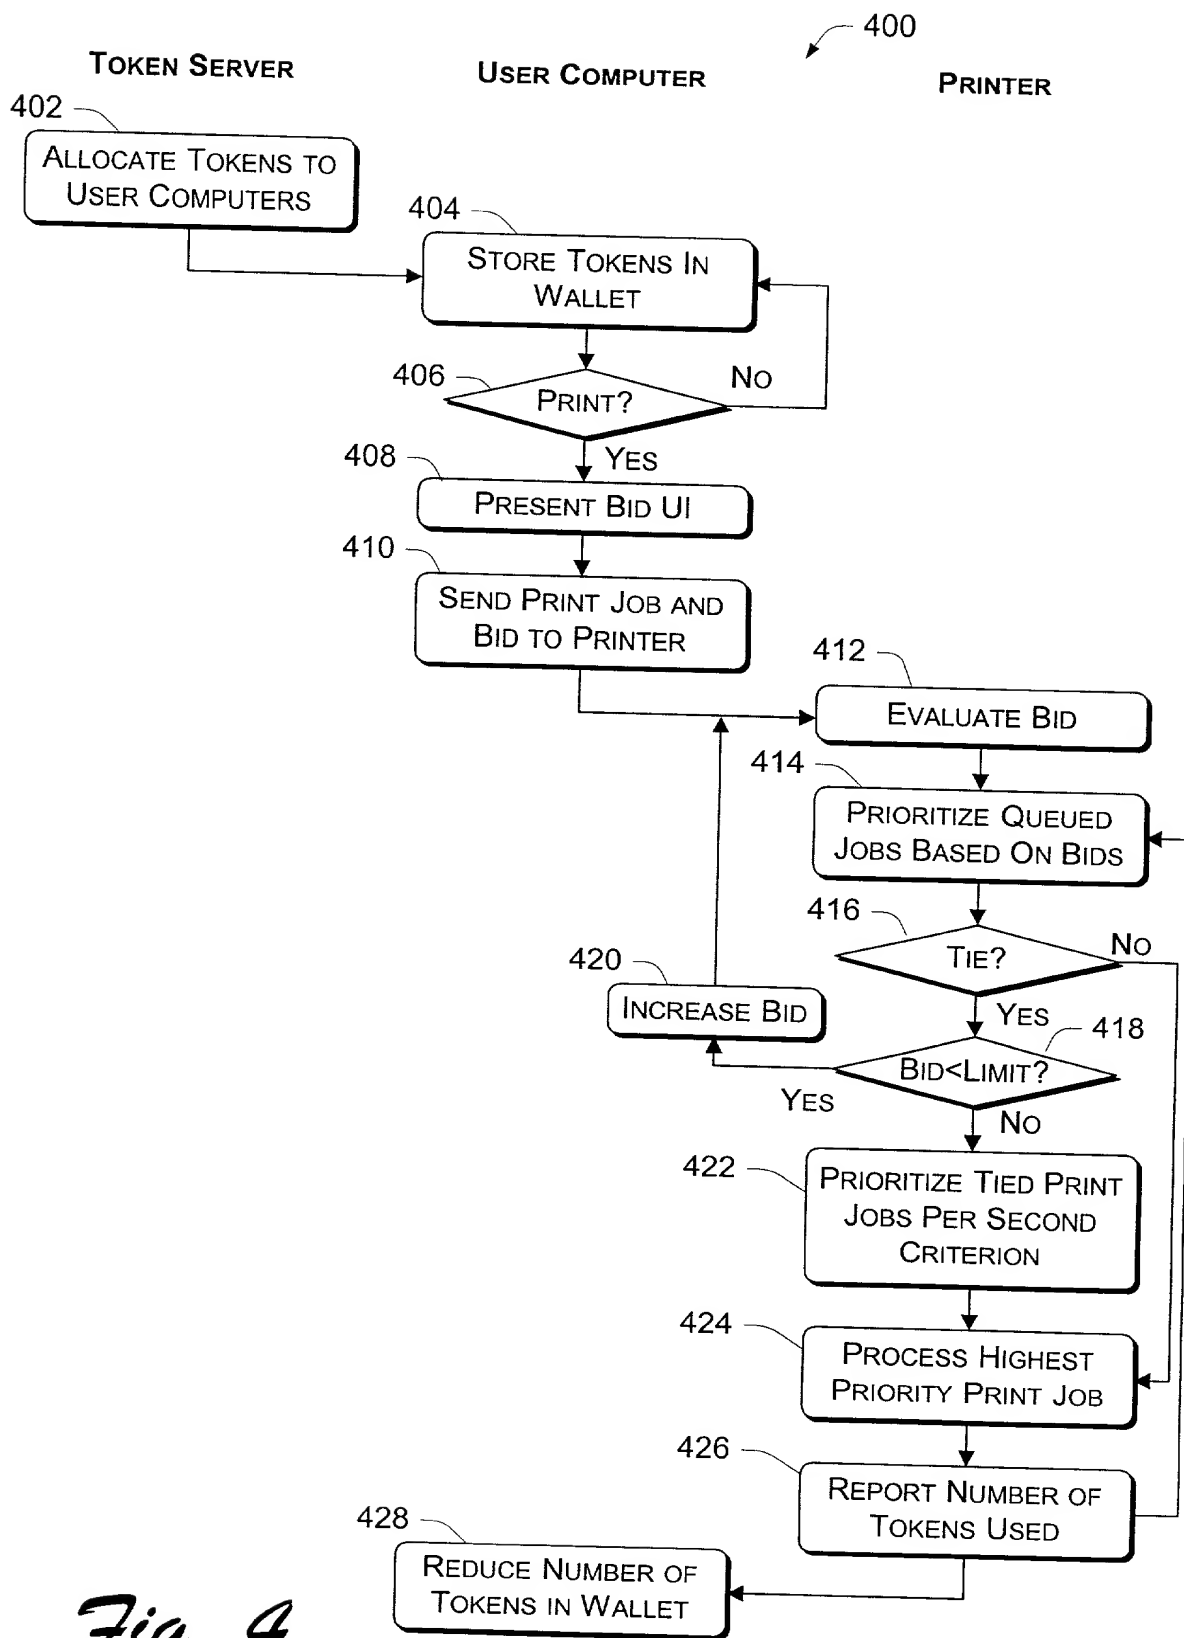 400
TOKEN SERVER
USER COMPUTER
PRINTER
402
ALLOCATE TOKENS TO
USER COMPUTERS
404
STORE TOKENS IN
WALLET
406
PRINT?
NO
YES
408
PRESENT BID UI
410
SEND PRINT JOB AND
BID TO PRINTER
412
EVALUATE BID
414
PRIORITIZE QUEUED
JOBS BASED ON BIDS
416
TIE?
NO
YES
420
INCREASE BID
418
BID<LIMIT?
YES
NO
422
PRIORITIZE TIED PRINT
JOBS PER SECOND
CRITERION
424
PROCESS HIGHEST
PRIORITY PRINT JOB
426
REPORT NUMBER OF
TOKENS USED
428
REDUCE NUMBER OF
TOKENS IN WALLET
Fig. 4